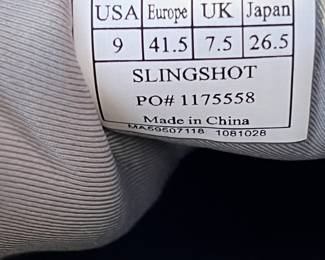 USA Europe UK Japan
9 41.5 7.5 26.5
SLINGSHOT
PO# 1175558
Made in China
MA59507118 1081028